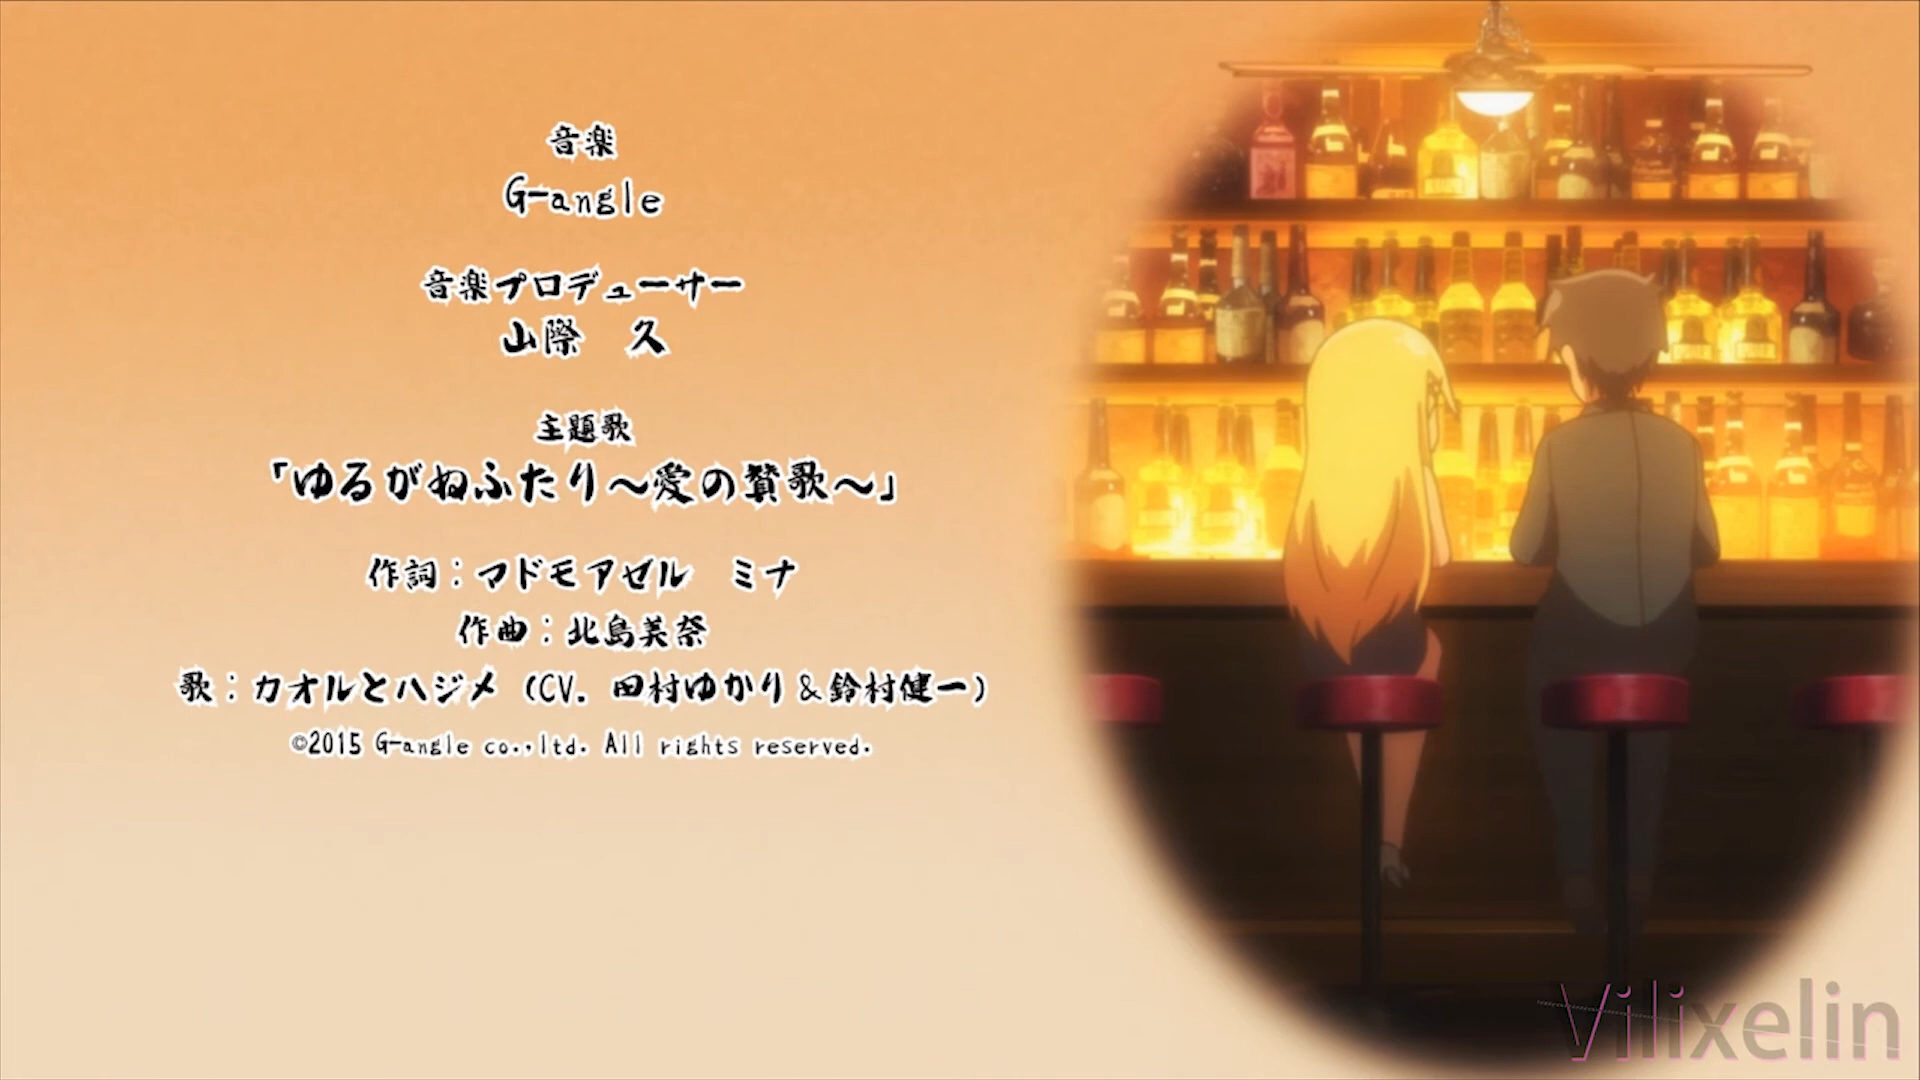 音楽
G-angle
音楽プロデューサー
山際　久
主題歌
「ゆるがぬふたり～愛の賛歌～」
作詞：マドモアゼル　ミナ
作曲：北島美奈
歌：カオルとハジメ (CV. 田村ゆかり＆鈴村健一)
©2015 G-angle co.,ltd. All rights reserved.
Vilixelin